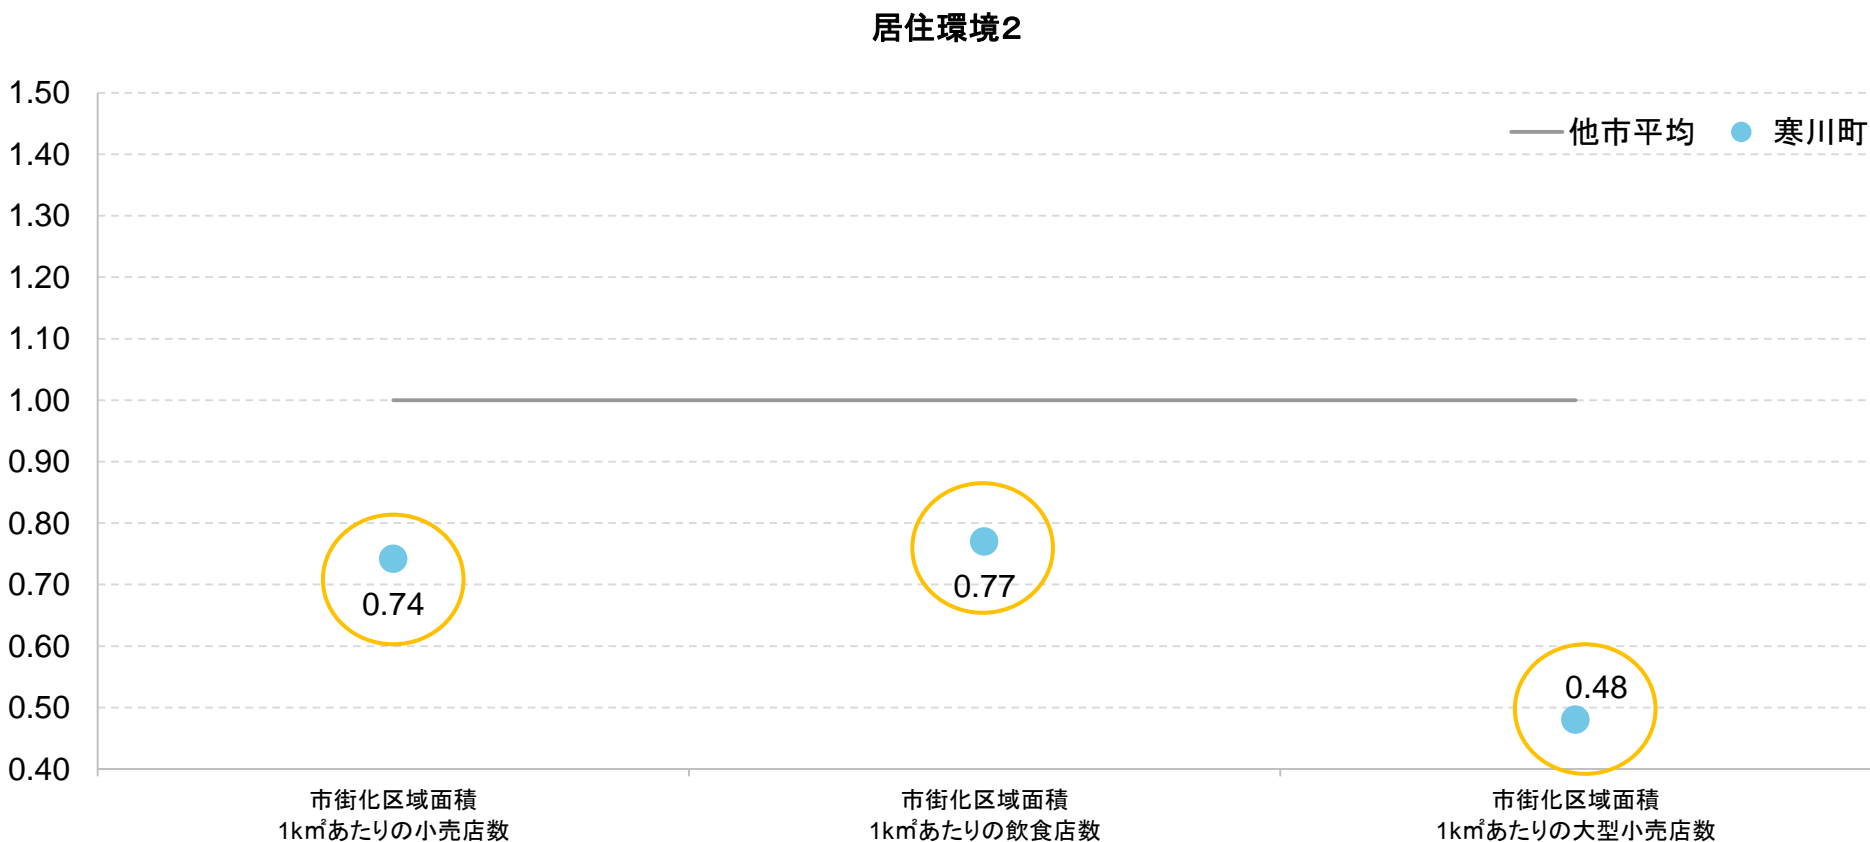 居住環境2
1.50
1.40
1.30
1.20
1.10
1.00
0.90
0.80
0.70
0.60
0.50
0.40
他市平均
寒川町
0.74
0.77
0.48
市街化区域面積
1k㎡あたりの小売店数
市街化区域面積
1k㎡あたりの飲食店数
市街化区域面積
1k㎡あたりの大型小売店数